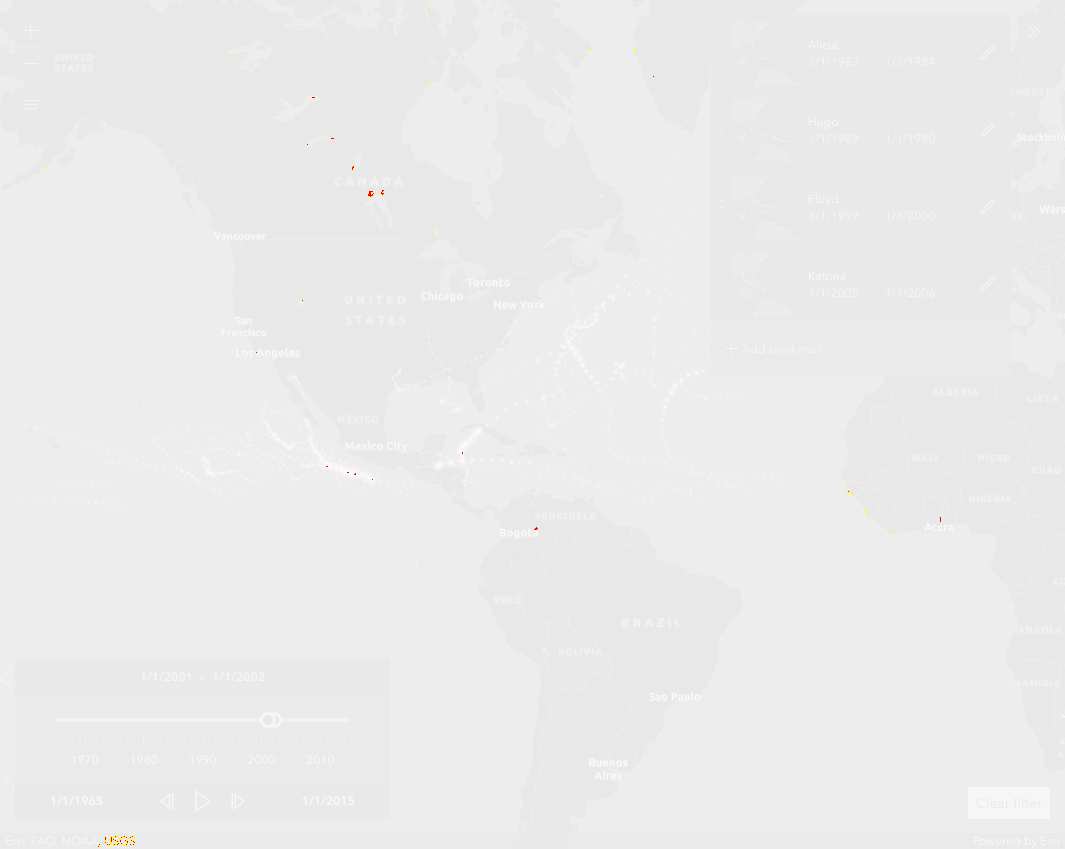 UNITED
STATES
CANADA
Vancouver
UNITED
STATES
Chicago
Toronto
New York
San
Francisco
Los Angeles
MÉXICO
Mexico City
VENEZUELA
Bogotá
PERU
BRAZIL
BOLIVIA
Sao Paulo
Buenos
Aires
Alicia
1/1/1983 1/1/1984
Hugo
1/1/1989 1/1/1990
Floyd
1/1/1999 1/1/2000
Katrina
1/1/2005 1/1/2006
Add bookmark
SWEDEN
Stockholm
Wars
ALGERIA
LIBYA
MALI
NIGER
CHAD
NIGERIA
Accra
ANGOLA
NAMIBIA
1/1/2001 - 1/1/2002
1970 1980 1990 2000 2010
1/1/1965 1/1/2015
Clear filter
Esri, FAO, NOAA, USGS
Powered by Esri